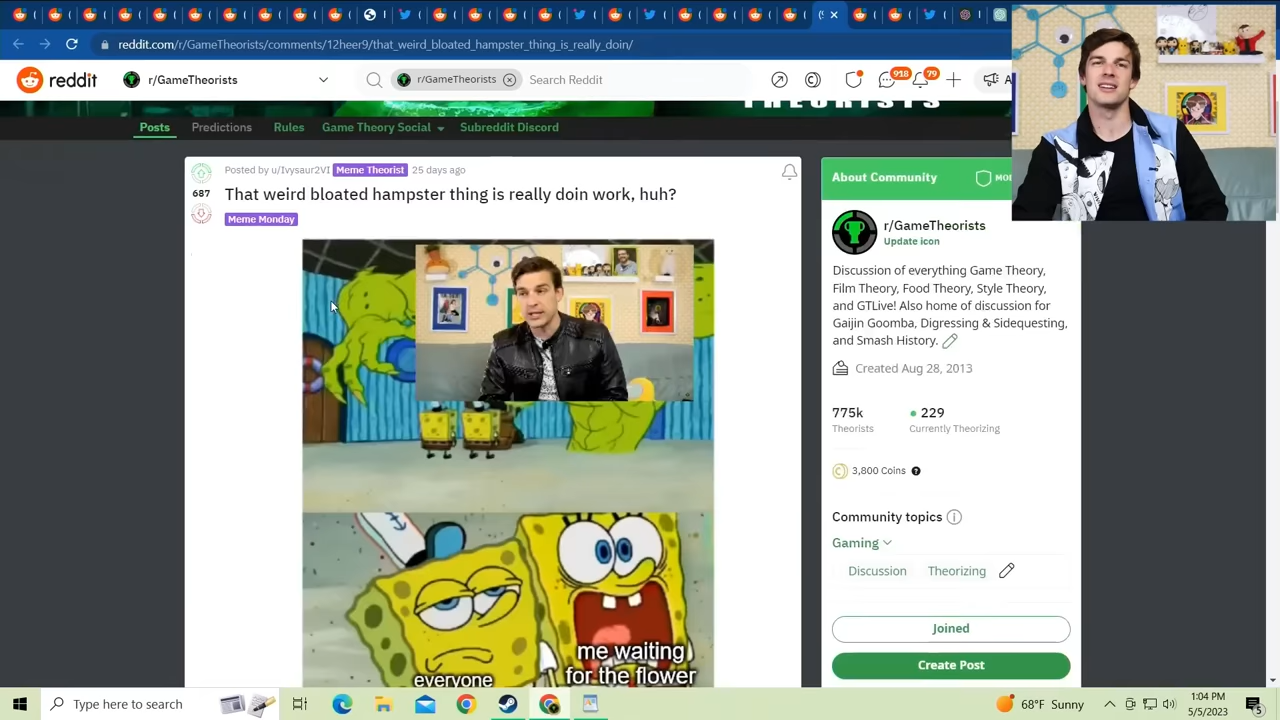 reddit.com/r/GameTheorists/comments/12heer9/that_weird_bloated_hampster_thing_is_really_doin/
reddit
r/GameTheorists
r/GameTheorists
Search Reddit
918
79
THEORISTS
Posts
Predictions
Rules
Game Theory Social
Subreddit Discord
Posted by u/Ivysaur2VI Meme Theorist 25 days ago
687
That weird bloated hampster thing is really doin work, huh?
Meme Monday
me waiting
for the flower
everyone
About Community
r/GameTheorists
Update icon
Discussion of everything Game Theory,
Film Theory, Food Theory, Style Theory,
and GTLive! Also home of discussion for
Gaijin Goomba, Digressing & Sidequesting,
and Smash History.
Created Aug 28, 2013
775k
229
Theorists
Currently Theorizing
3,800 Coins
Community topics
Gaming
Discussion
Theorizing
Joined
Create Post
Type here to search
68°F Sunny
1:04 PM
5/5/2023
5